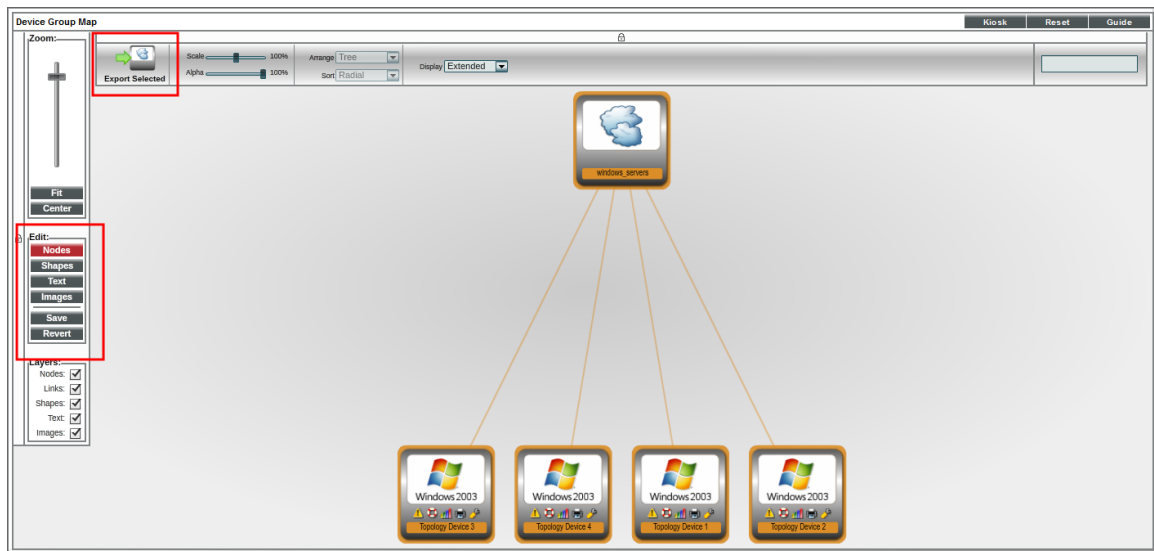 Device Group Map
Kiosk Reset Guide
Zoom:
Export Selected
Scale 100%
Alpha 100%
Arrange Tree
Sort Radial
Display Extended
Fit
Center
Edit:
Nodes
Shapes
Text
Images
Save
Revert
Layers:
Nodes:
Links:
Shapes:
Text:
Images:
windows_servers
Windows 2003
Topology Device 3
Windows 2003
Topology Device 4
Windows 2003
Topology Device 1
Windows 2003
Topology Device 2